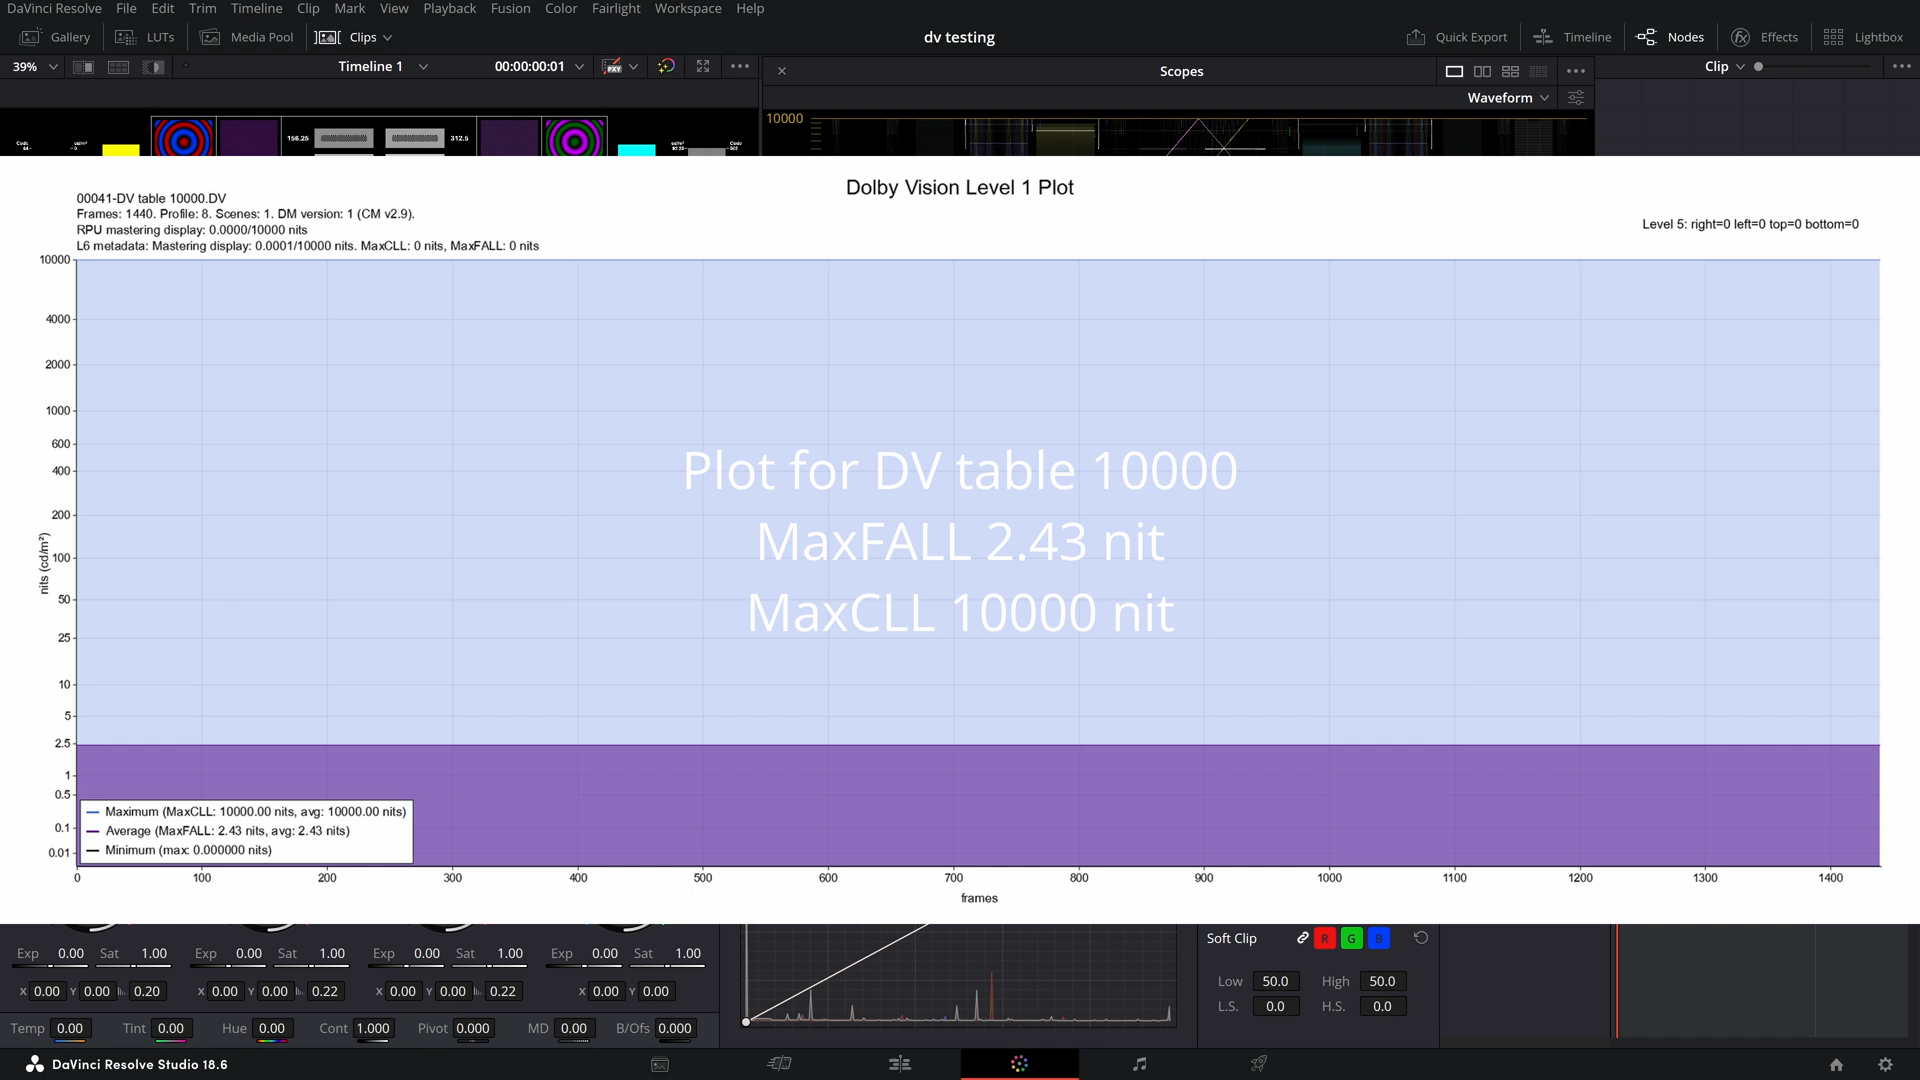 DaVinci Resolve File Edit Trim Timeline Clip Mark View Playback Fusion Color Fairlight Workspace Help
Gallery LUTs Media Pool Clips dv testing Quick Export Timeline Nodes Effects Lightbox
39% Timeline 1 00:00:00:01 Scopes Clip
Waveform
10000
156.25 312.5
Dolby Vision Level 1 Plot
00041-DV table 10000.DV
Frames: 1440. Profile: 8. Scenes: 1. DM version: 1 (CM v2.9).
RPU mastering display: 0.0000/10000 nits
L6 metadata: Mastering display: 0.0001/10000 nits. MaxCLL: 0 nits, MaxFALL: 0 nits
Level 5: right=0 left=0 top=0 bottom=0
10000
4000
2000
1000
600
400
200
100
50
25
10
5
2.5
1
0.5
0.1
0.01
nits (cd/m²)
Plot for DV table 10000
MaxFALL 2.43 nit
MaxCLL 10000 nit
Maximum (MaxCLL: 10000.00 nits, avg: 10000.00 nits)
Average (MaxFALL: 2.43 nits, avg: 2.43 nits)
Minimum (max: 0.000000 nits)
0 100 200 300 400 500 600 700 800 900 1000 1100 1200 1300 1400
frames
Exp 0.00 Sat 1.00 Exp 0.00 Sat 1.00 Exp 0.00 Sat 1.00 Exp 0.00 Sat 1.00
X 0.00 Y 0.00 0.20 X 0.00 Y 0.00 0.22 X 0.00 Y 0.00 0.22 X 0.00 Y 0.00
Temp 0.00 Tint 0.00 Hue 0.00 Cont 1.000 Pivot 0.000 MD 0.00 B/Ofs 0.000
Soft Clip R G B
Low 50.0 High 50.0
L.S. 0.0 H.S. 0.0
DaVinci Resolve Studio 18.6